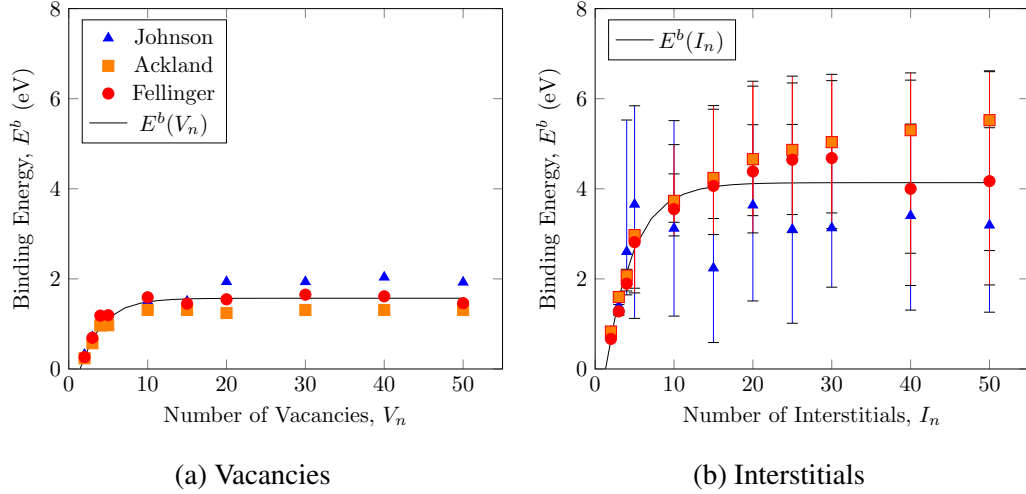 8
6
4
2
0
0
10
20
30
40
50
Binding Energy, E^b (eV)
Number of Vacancies, V_n
Johnson
Ackland
Fellinger
E^b(V_n)
(a) Vacancies
8
6
4
2
0
0
10
20
30
40
50
Binding Energy, E^b (eV)
Number of Interstitials, I_n
E^b(I_n)
(b) Interstitials